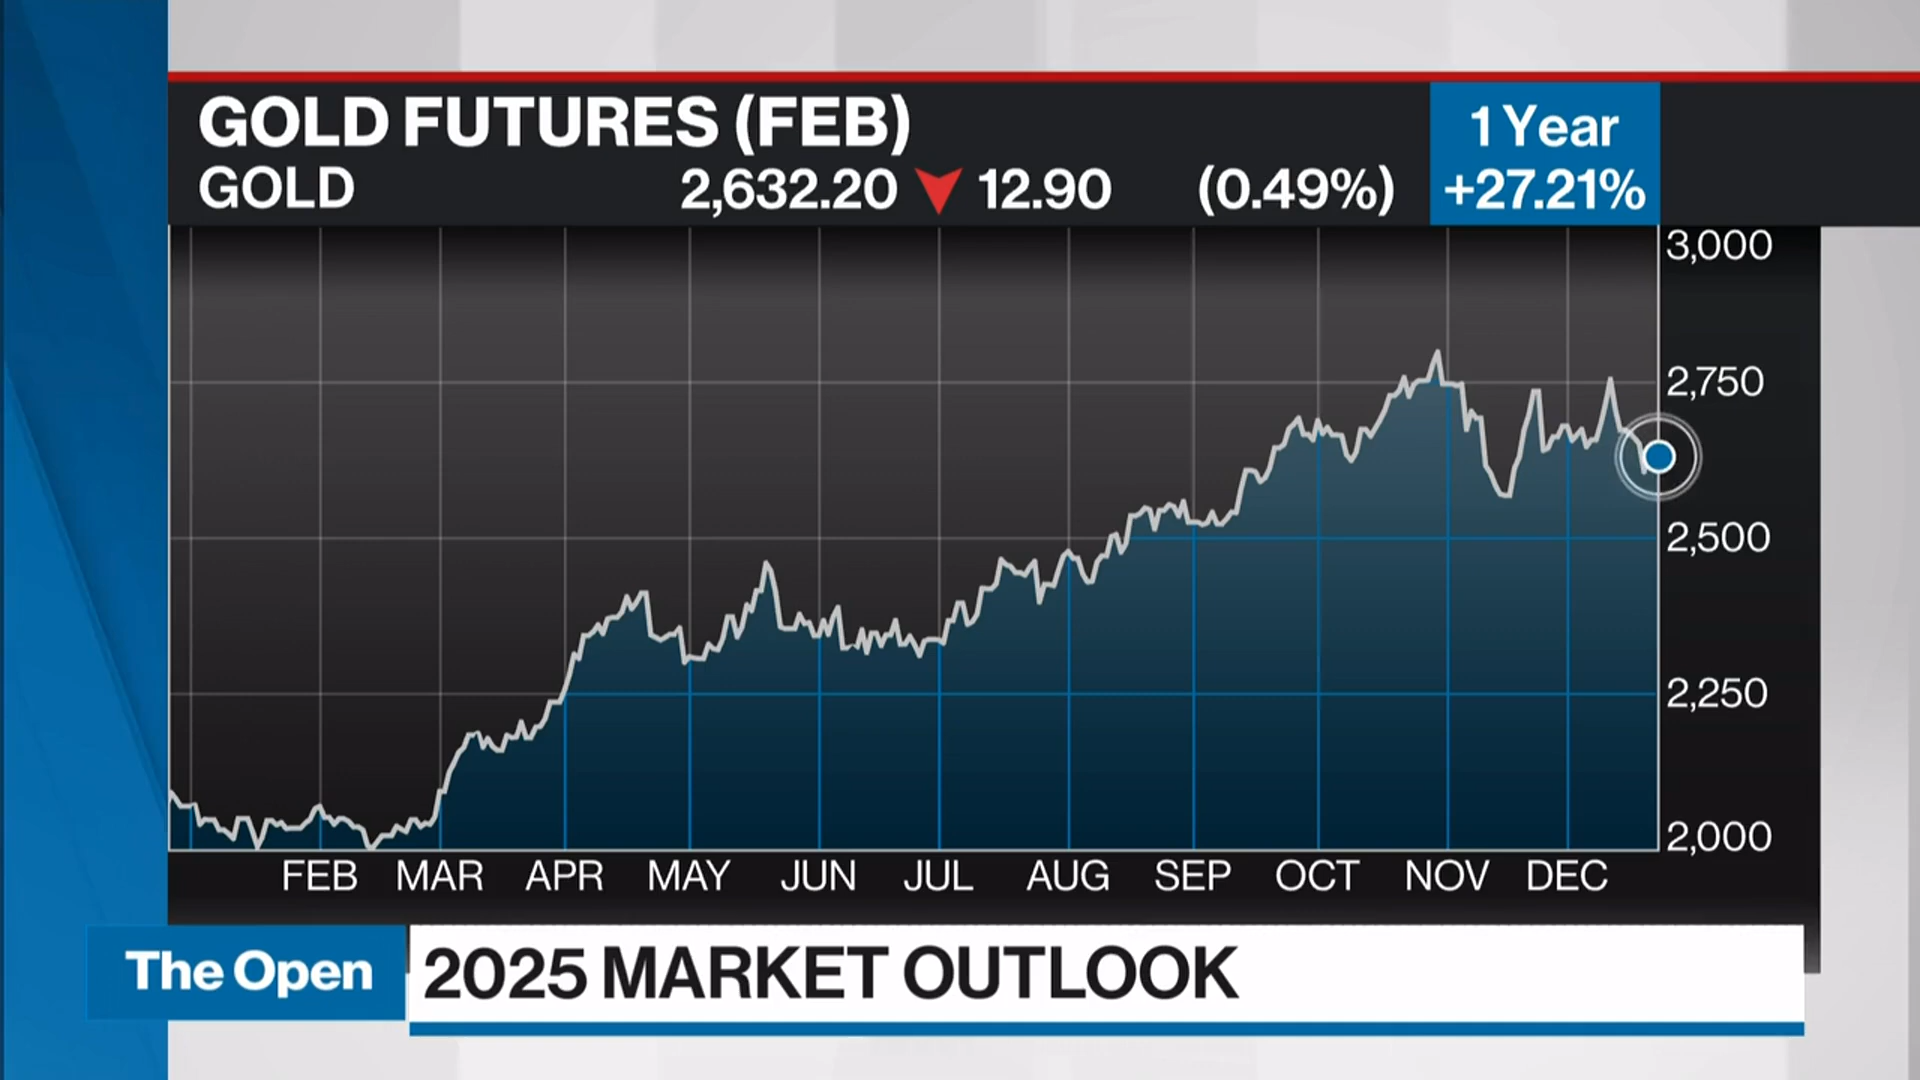 GOLD FUTURES (FEB)
GOLD 2,632.20 ▼ 12.90 (0.49%)
1 Year
+27.21%
3,000
2,750
2,500
2,250
2,000
FEB MAR APR MAY JUN JUL AUG SEP OCT NOV DEC
The Open
2025 MARKET OUTLOOK